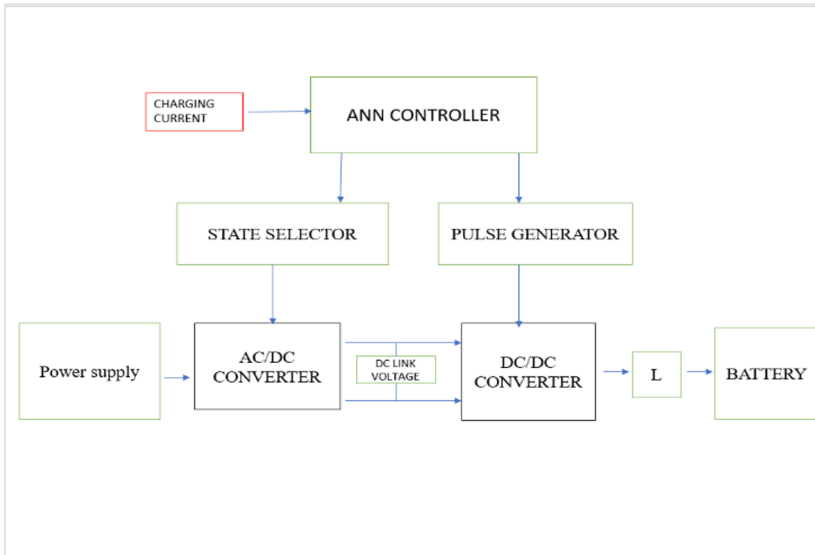 CHARGING
CURRENT
ANN CONTROLLER
STATE SELECTOR
PULSE GENERATOR
Power supply
AC/DC
CONVERTER
DC LINK
VOLTAGE
DC/DC
CONVERTER
L
BATTERY